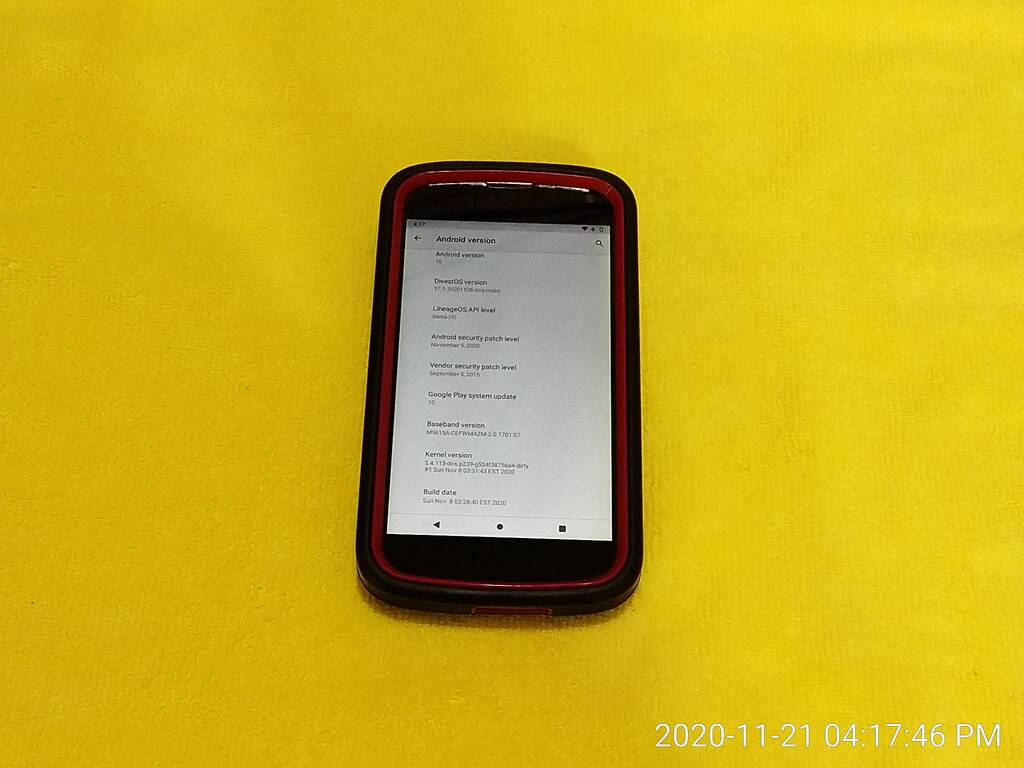 4:17
Android version
Android version
10
DivestOS version
17.1-20201108-dos-mako
LineageOS API level
llama (9)
Android security patch level
November 5, 2020
Vendor security patch level
September 6, 2015
Google Play system update
10
Baseband version
M9615A-CEFWMAZM-2.0.1701.07
Kernel version
3.4.113-dos.p239-g534f38756a4-dirty
#1 Sun Nov 8 03:31:43 EST 2020
Build date
Sun Nov 8 03:28:40 EST 2020
2020-11-21 04:17:46 PM